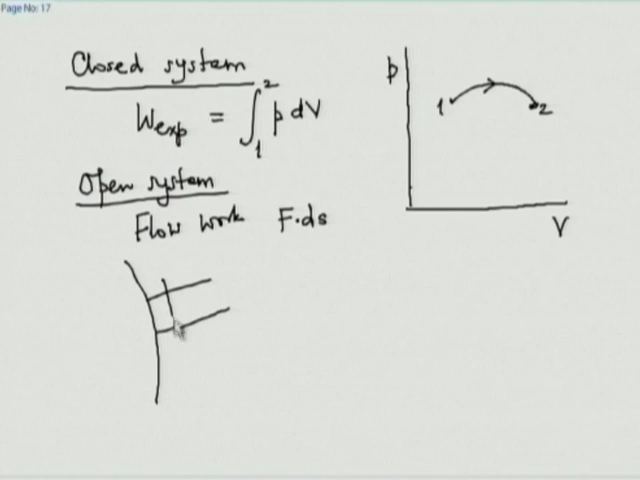 Page No: 17
Closed system
Wexp = ∫₁² p dV
Open system
Flow work F.ds
p
1
2
V